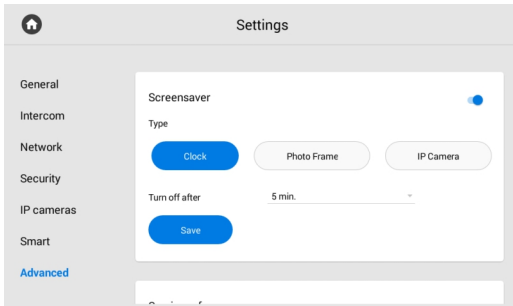 Settings
General
Intercom
Network
Security
IP cameras
Smart
Advanced
Screensaver
Type
Clock Photo Frame IP Camera
Turn off after 5 min.
Save